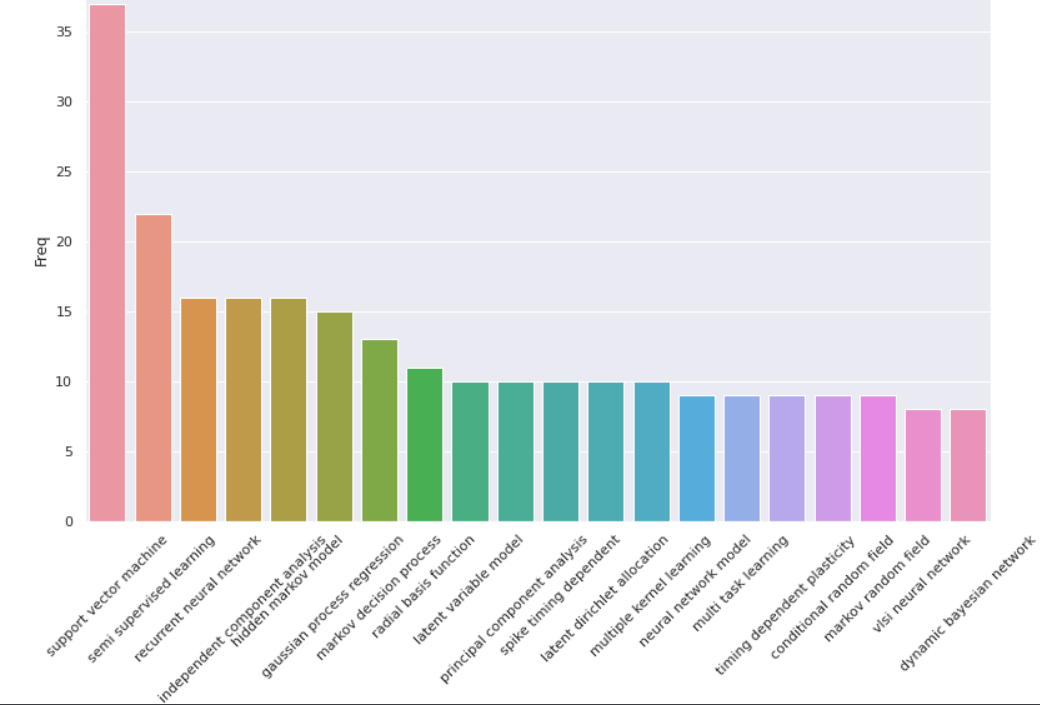 35
30
25
20
15
10
5
0
Freq
support vector machine
semi supervised learning
recurrent neural network
independent component analysis
hidden markov model
gaussian process regression
markov decision process
radial basis function
latent variable model
principal component analysis
spike timing dependent
latent dirichlet allocation
multiple kernel learning
neural network model
multi task learning
timing dependent plasticity
conditional random field
markov random field
vlsi neural network
dynamic bayesian network